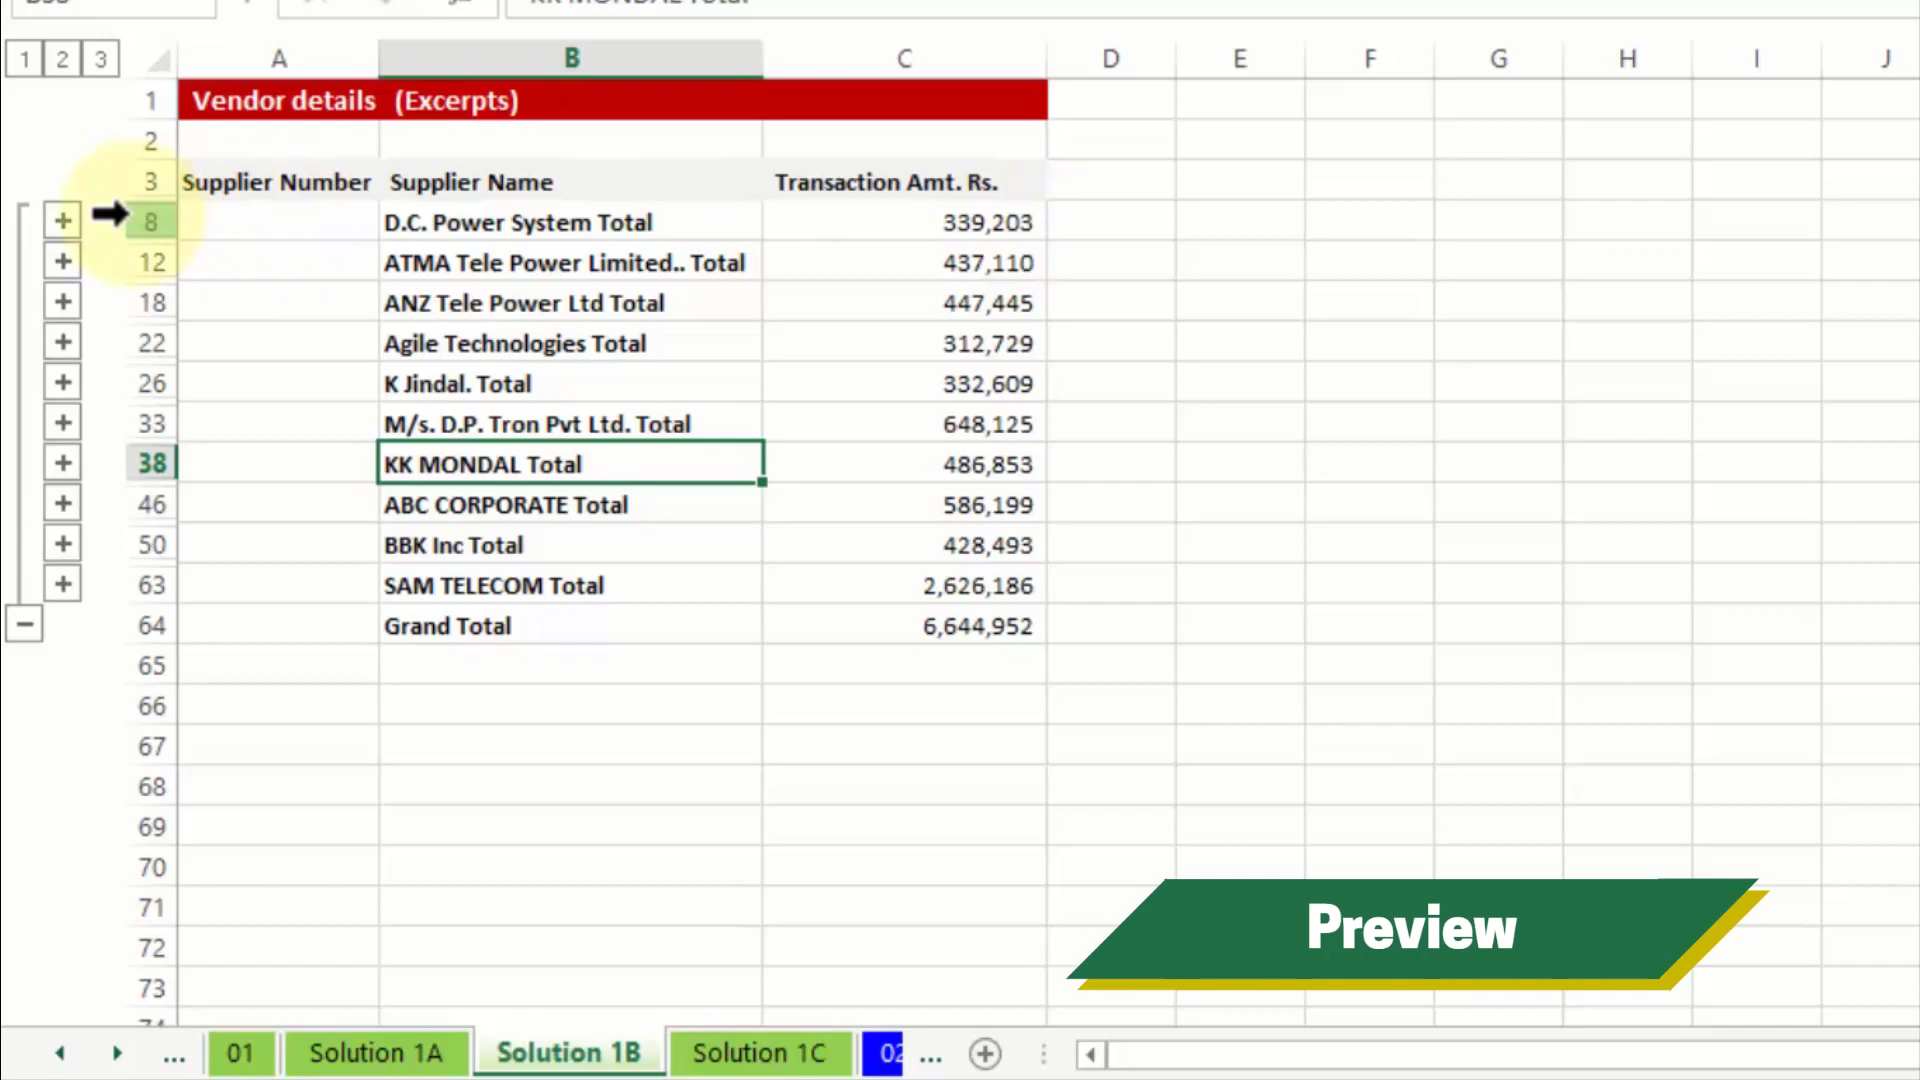 KK MONDAL Total
1 2 3 A B C D E F G H I J
1 Vendor details (Excerpts)
2
3 Supplier Number Supplier Name Transaction Amt. Rs.
+ 8 D.C. Power System Total 339,203
+ 12 ATMA Tele Power Limited.. Total 437,110
+ 18 ANZ Tele Power Ltd Total 447,445
+ 22 Agile Technologies Total 312,729
+ 26 K Jindal. Total 332,609
+ 33 M/s. D.P. Tron Pvt Ltd. Total 648,125
+ 38 KK MONDAL Total 486,853
+ 46 ABC CORPORATE Total 586,199
+ 50 BBK Inc Total 428,493
+ 63 SAM TELECOM Total 2,626,186
− 64 Grand Total 6,644,952
65
66
67
68
69
70
71
72
73
Preview
... 01 Solution 1A Solution 1B Solution 1C 02 ...